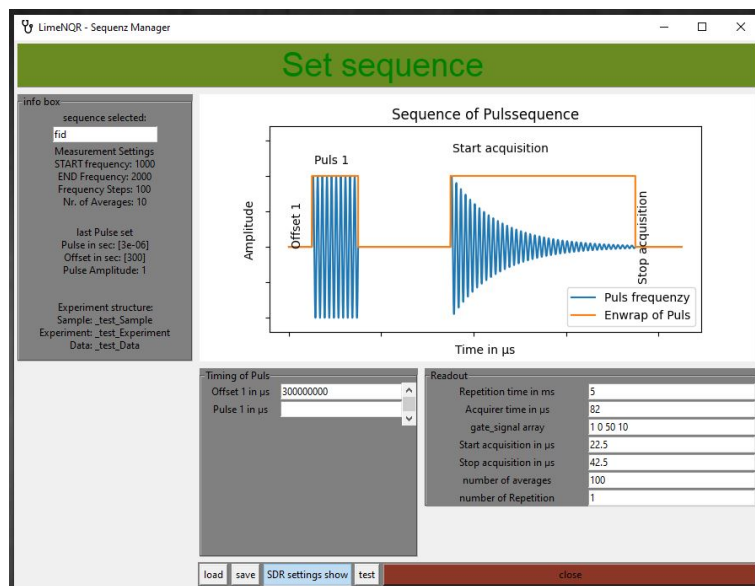 LimeNQR - Sequenz Manager
Set sequence
info box
sequence selected:
fid
Measurement Settings
START frequency: 1000
END Frequency: 2000
Frequency Steps: 100
Nr. of Averages: 10
last Pulse set
Pulse in sec: [3e-06]
Offset in sec: [300]
Pulse Amplitude: 1
Experiment structure:
Sample: _test_Sample
Experiment: _test_Experiment
Data: _test_Data
Sequence of Pulssequence
Amplitude
Offset 1
Puls 1
Start acquisition
Stop acquisition
Puls frequenzy
Enwrap of Puls
Time in µs
Timing of Puls
Offset 1 in µs 300000000
Pulse 1 in µs
Readout
Repetition time in ms 5
Acquirer time in µs 82
gate_signal array 1 0 50 10
Start acquisition in µs 22.5
Stop acquisition in µs 42.5
number of averages 100
number of Repetition 1
load save SDR settings show test close